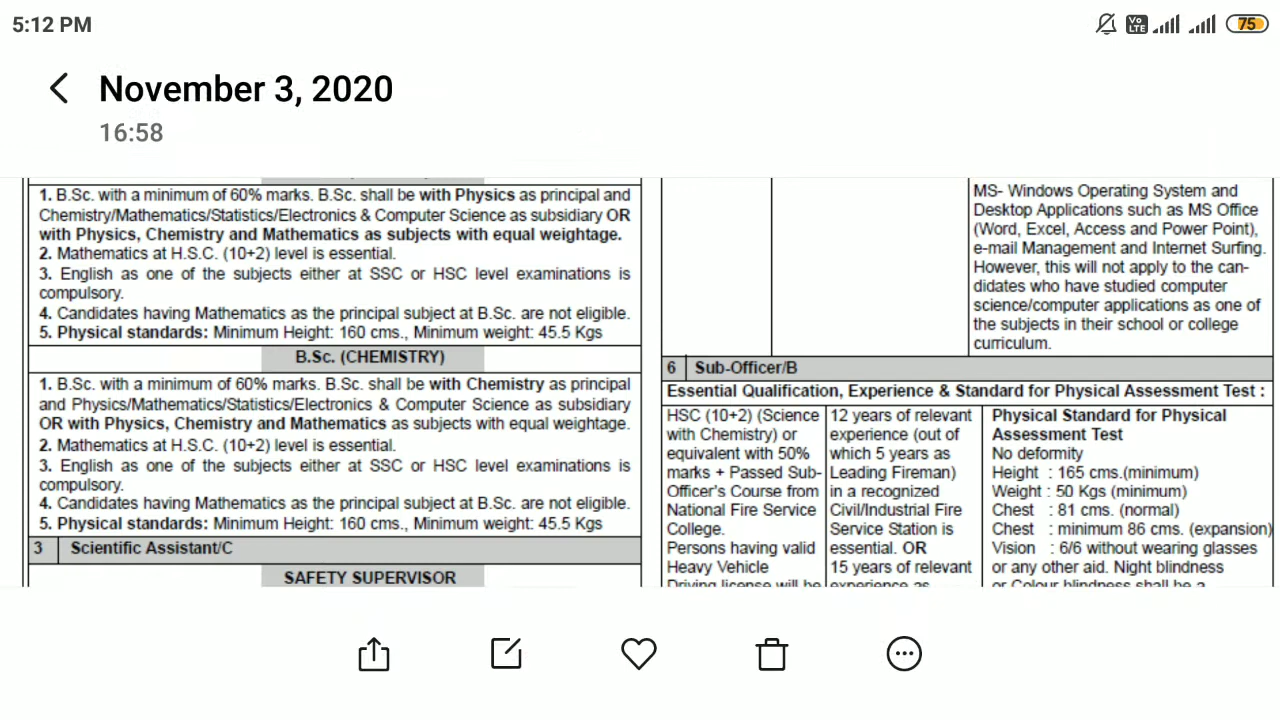 5:12 PM
Vo
LTE
75
November 3, 2020
16:58
1. B.Sc. with a minimum of 60% marks. B.Sc. shall be with Physics as principal and
Chemistry/Mathematics/Statistics/Electronics & Computer Science as subsidiary OR
with Physics, Chemistry and Mathematics as subjects with equal weightage.
2. Mathematics at H.S.C. (10+2) level is essential.
3. English as one of the subjects either at SSC or HSC level examinations is
compulsory.
4. Candidates having Mathematics as the principal subject at B.Sc. are not eligible.
5. Physical standards: Minimum Height: 160 cms., Minimum weight: 45.5 Kgs
B.Sc. (CHEMISTRY)
1. B.Sc. with a minimum of 60% marks. B.Sc. shall be with Chemistry as principal
and Physics/Mathematics/Statistics/Electronics & Computer Science as subsidiary
OR with Physics, Chemistry and Mathematics as subjects with equal weightage.
2. Mathematics at H.S.C. (10+2) level is essential.
3. English as one of the subjects either at SSC or HSC level examinations is
compulsory.
4. Candidates having Mathematics as the principal subject at B.Sc. are not eligible.
5. Physical standards: Minimum Height: 160 cms., Minimum weight: 45.5 Kgs
3 Scientific Assistant/C
SAFETY SUPERVISOR
MS- Windows Operating System and
Desktop Applications such as MS Office
(Word, Excel, Access and Power Point),
e-mail Management and Internet Surfing.
However, this will not apply to the can-
didates who have studied computer
science/computer applications as one of
the subjects in their school or college
curriculum.
6 Sub-Officer/B
Essential Qualification, Experience & Standard for Physical Assessment Test :
HSC (10+2) (Science
with Chemistry) or
equivalent with 50%
marks + Passed Sub-
Officer's Course from
National Fire Service
College.
Persons having valid
Heavy Vehicle
Driving license will be
12 years of relevant
experience (out of
which 5 years as
Leading Fireman)
in a recognized
Civil/Industrial Fire
Service Station is
essential. OR
15 years of relevant
experience as
Physical Standard for Physical
Assessment Test
No deformity
Height : 165 cms.(minimum)
Weight : 50 Kgs (minimum)
Chest : 81 cms. (normal)
Chest : minimum 86 cms. (expansion)
Vision : 6/6 without wearing glasses
or any other aid. Night blindness
or Colour blindness shall be a